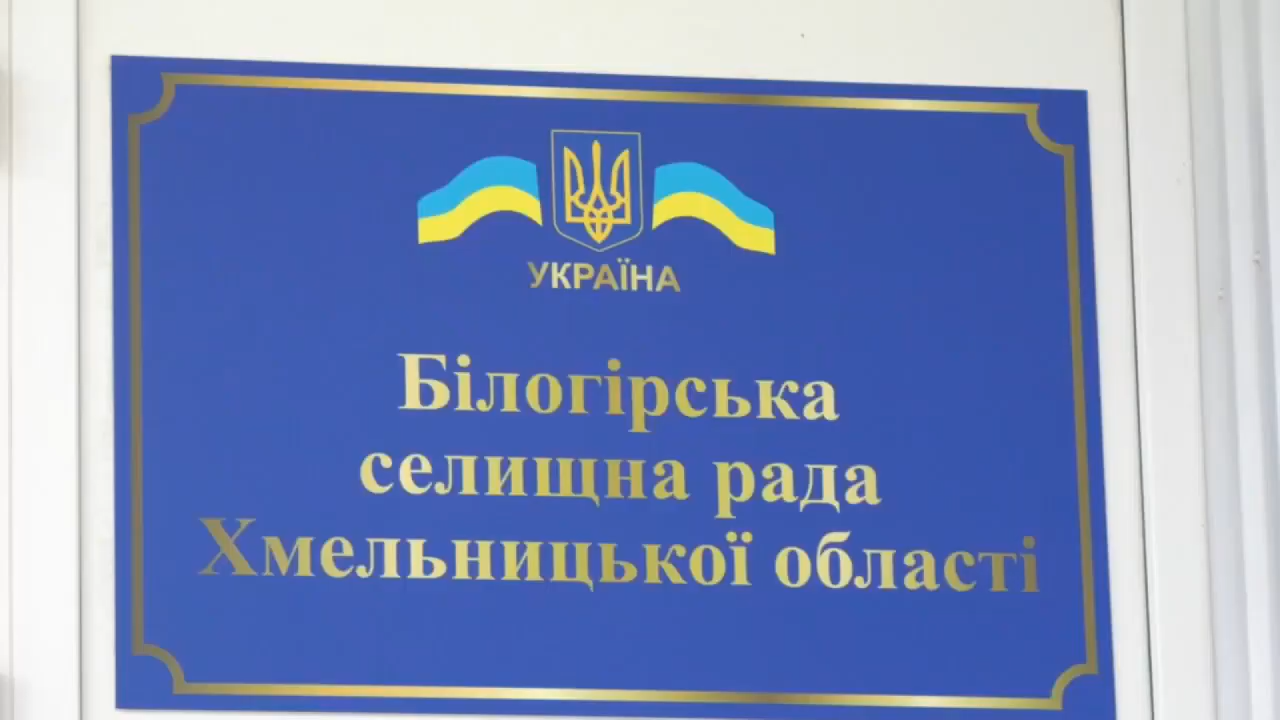 УКРАЇНА
Білогірська
селищна рада
Хмельницької області